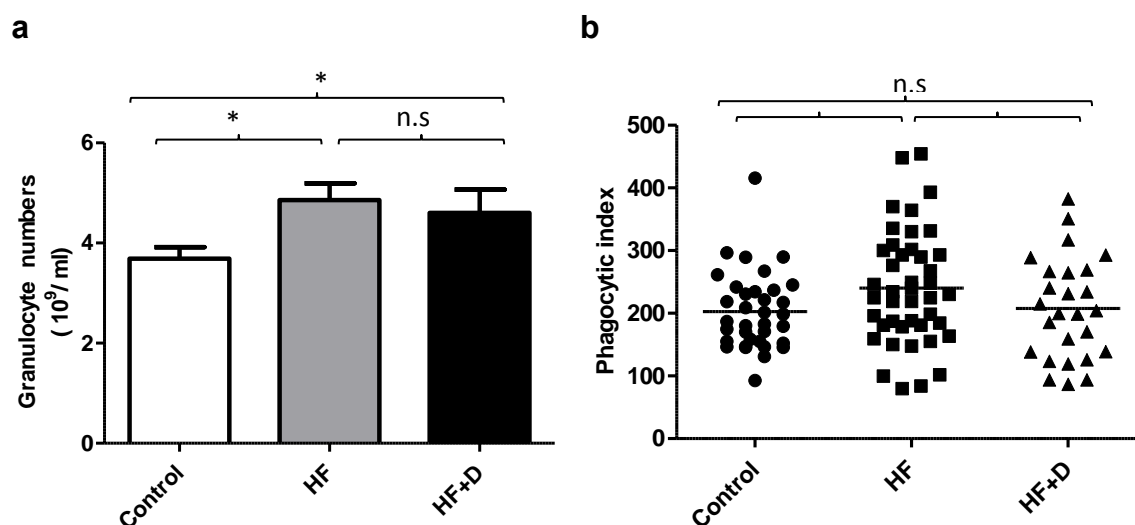 a
*
*
n.s
Granulocyte numbers
( 10⁹/ ml)
6
4
2
0
Control
HF
HF+D
b
n.s
Phagocytic index
500
400
300
200
100
0
Control
HF
HF+D